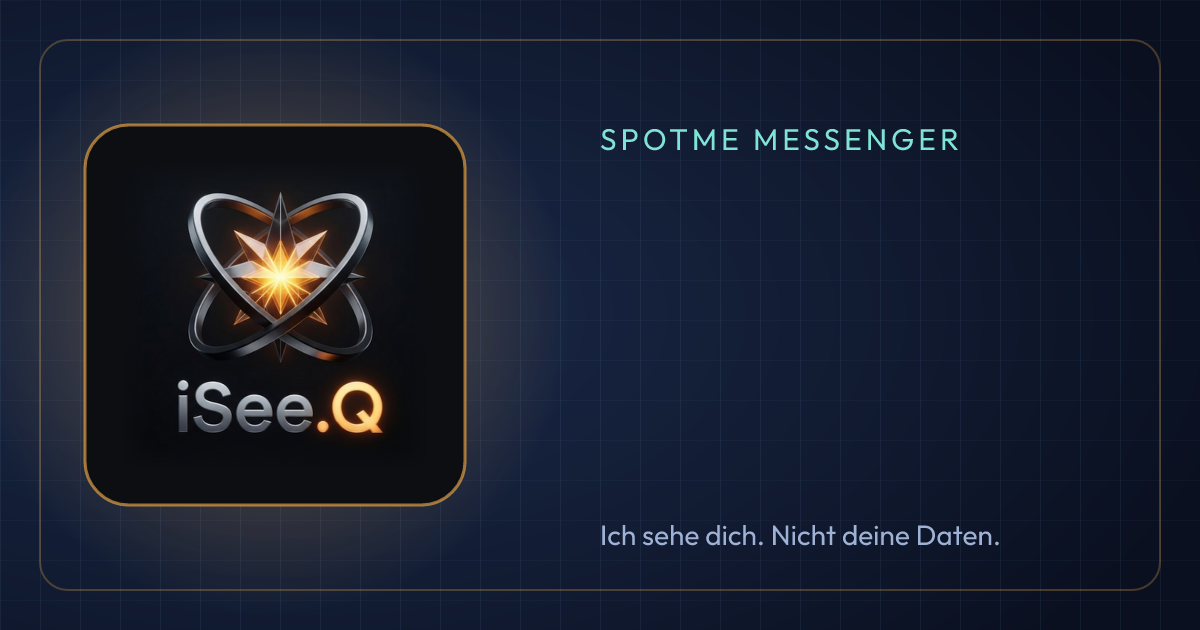 iSee.Q
SPOTME MESSENGER
Ich sehe dich. Nicht deine Daten.